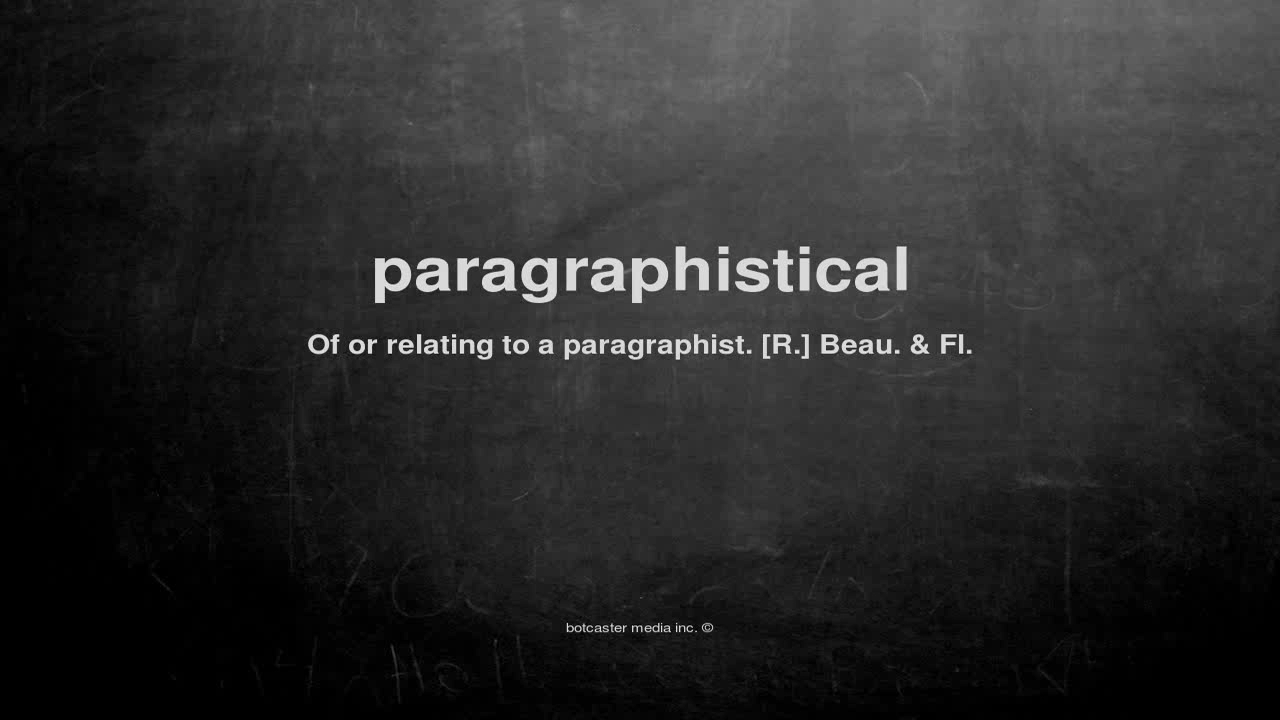 paragraphistical
Of or relating to a paragraphist. [R.] Beau. & Fl.
botcaster media inc. ©